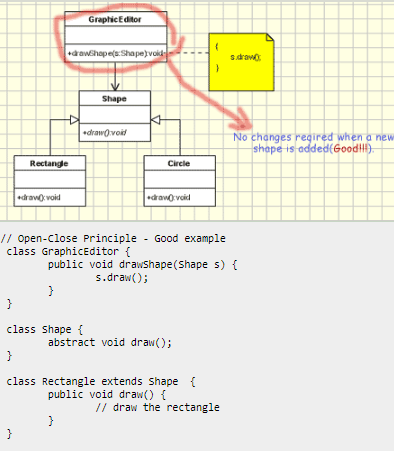 GraphicEditor
+drawShape(s:Shape):void
{
s.draw();
}
Shape
+draw():void
No changes reqired when a new
shape is added(Good!!!).
Rectangle
Circle
+draw():void
+draw():void
// Open-Close Principle - Good example
class GraphicEditor {
public void drawShape(Shape s) {
s.draw();
}
}
class Shape {
abstract void draw();
}
class Rectangle extends Shape  {
public void draw() {
// draw the rectangle
}
}